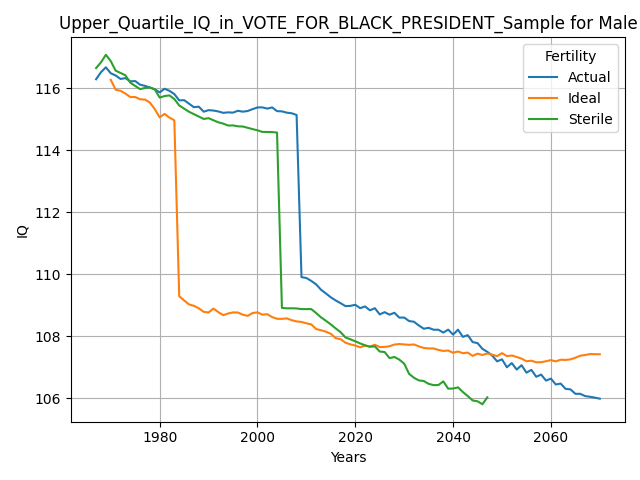 Upper_Quartile_IQ_in_VOTE_FOR_BLACK_PRESIDENT_Sample for Male
Fertility
Actual
Ideal
Sterile
116
114
112
110
108
106
IQ
1980
2000
2020
2040
2060
Years